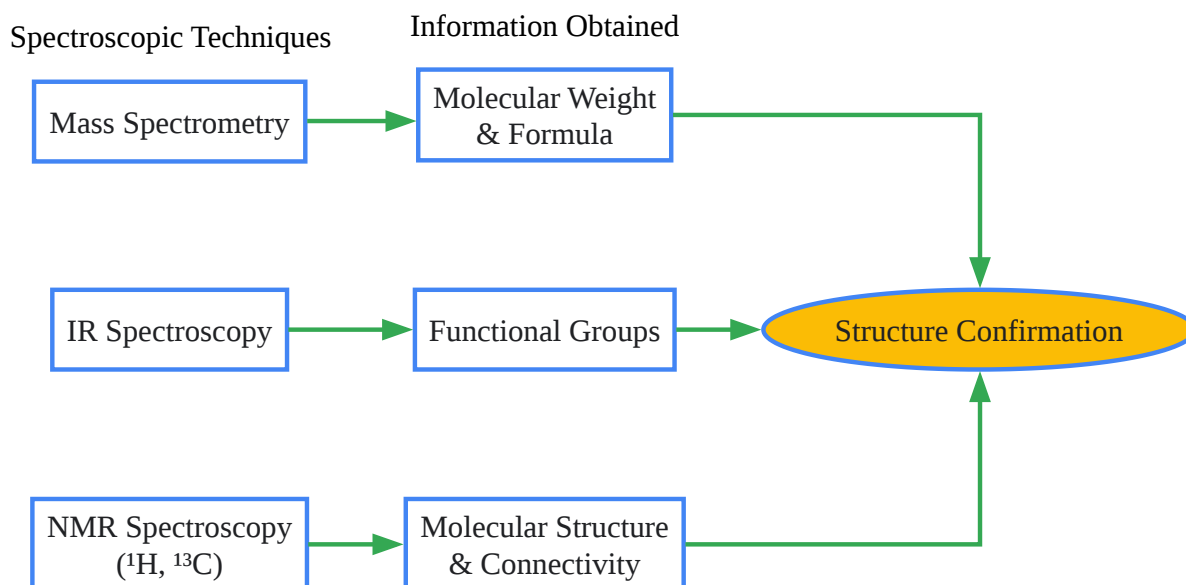 Spectroscopic Techniques
Information Obtained
Mass Spectrometry
Molecular Weight
& Formula
IR Spectroscopy
Functional Groups
Structure Confirmation
NMR Spectroscopy
(¹H, ¹³C)
Molecular Structure
& Connectivity